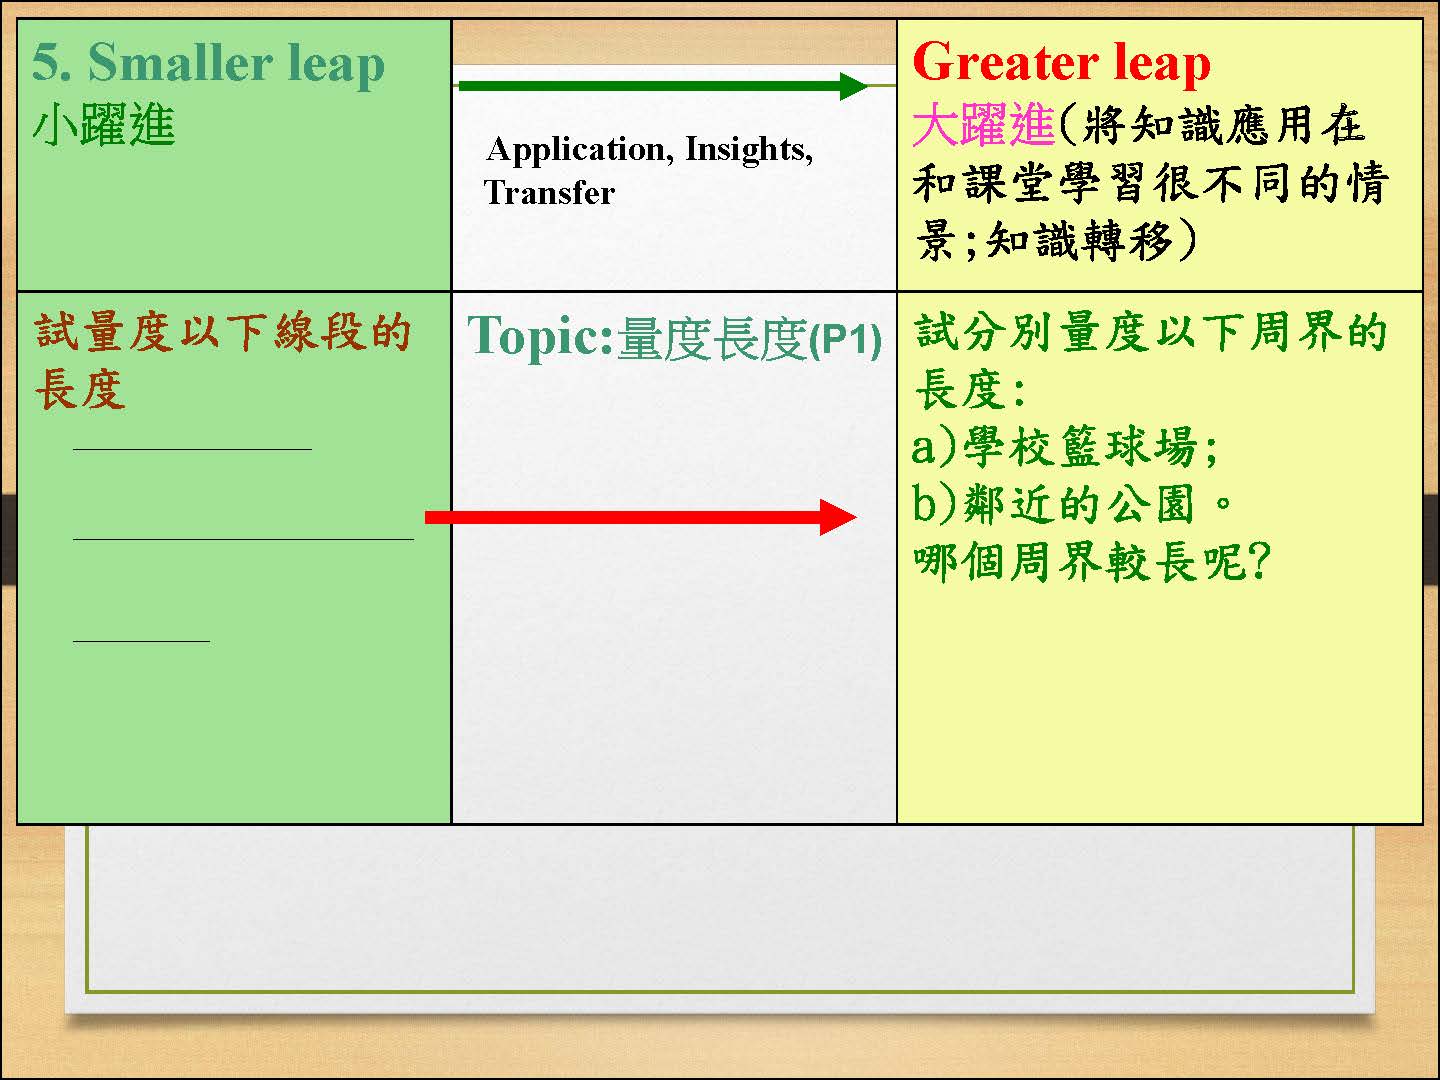 5. Smaller leap
小躍進
Application, Insights,
Transfer
Greater leap
大躍進(將知識應用在
和課堂學習很不同的情
景;知識轉移)
試量度以下線段的
長度
Topic:量度長度(P1)
試分別量度以下周界的
長度:
a)學校籃球場;
b)鄰近的公園。
哪個周界較長呢?